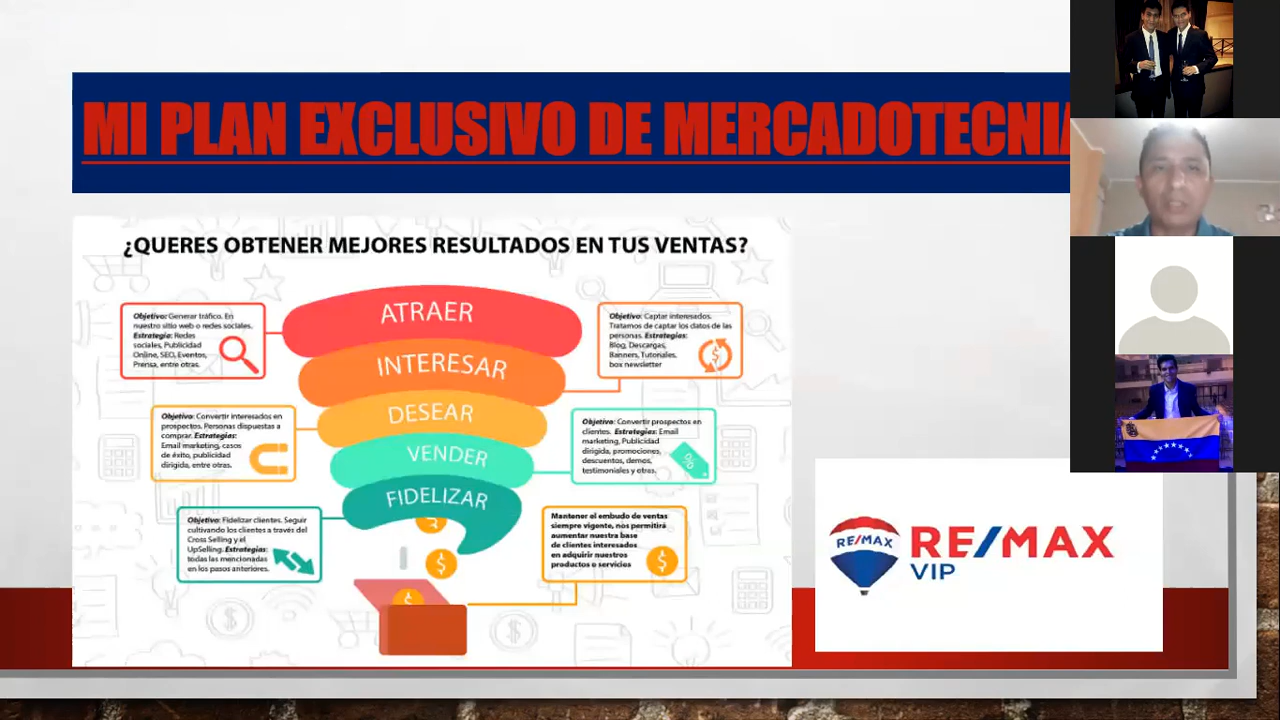 MI PLAN EXCLUSIVO DE MERCADOTECNIA
¿QUERES OBTENER MEJORES RESULTADOS EN TUS VENTAS?
ATRAER
INTERESAR
DESEAR
VENDER
FIDELIZAR
Objetivo: Generar tráfico. En
nuestro sitio web o redes sociales.
Estrategia: Redes
sociales, Publicidad
Online, SEO, Eventos,
Prensa, entre otras.
Objetivo: Captar interesados.
Tratamos de captar los datos de las
personas. Estrategias:
Blog, Descargas,
Banners, Tutoriales,
box newsletter
Objetivo: Convertir interesados en
prospectos. Personas dispuestas a
comprar. Estrategias:
Email marketing, casos
de éxito, publicidad
dirigida, entre otras.
Objetivo: Convertir prospectos en
clientes. Estrategias: Email
marketing, Publicidad
dirigida, promociones,
descuentos, demos,
testimoniales y otras.
Objetivo: Fidelizar clientes. Seguir
cultivando los clientes a través del
Cross Selling y el
UpSelling. Estrategias:
todas las mencionadas
en los pasos anteriores.
Mantener el embudo de ventas
siempre vigente, nos permitirá
aumentar nuestra base
de clientes interesados
en adquirir nuestros
productos o servicios
RE/MAX
RE/MAX
VIP